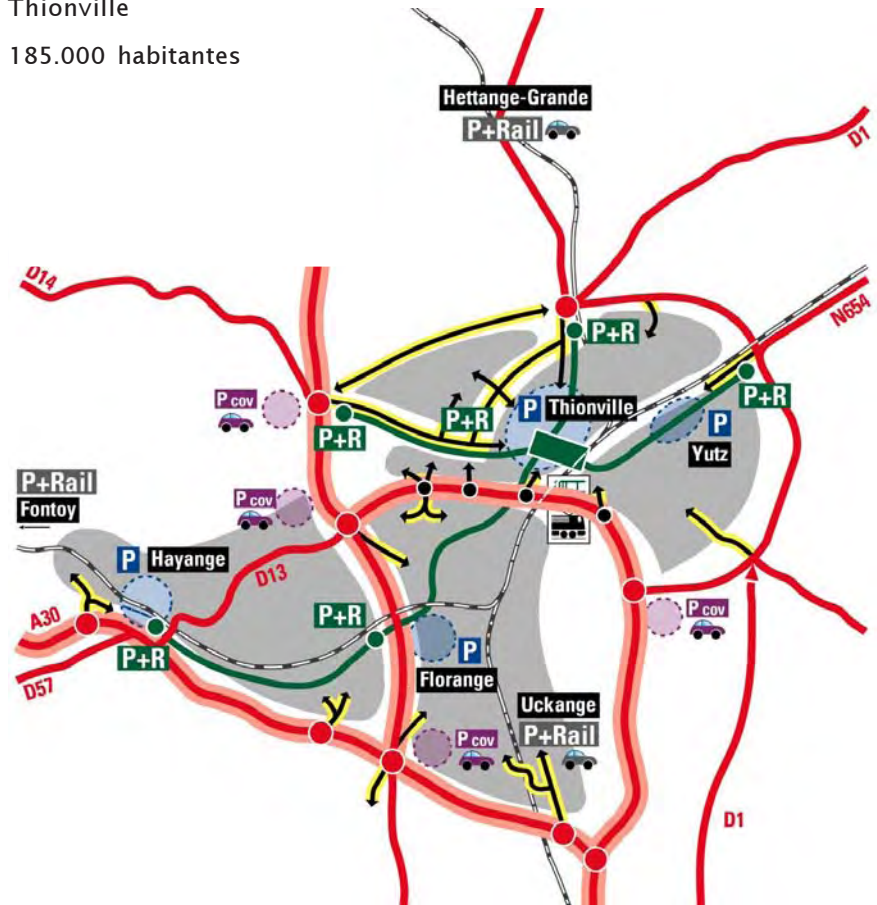 Thionville
185.000 habitantes
Hettange-Grande
P+Rail
D1
D14
N654
P+R
P cov
P Thionville
P+R
P+R
P+R
P
Yutz
P+Rail
Fontoy
P cov
P Hayange
D13
A30
P+R
P+R
P cov
D57
P
Florange
Uckange
P+Rail
P cov
D1